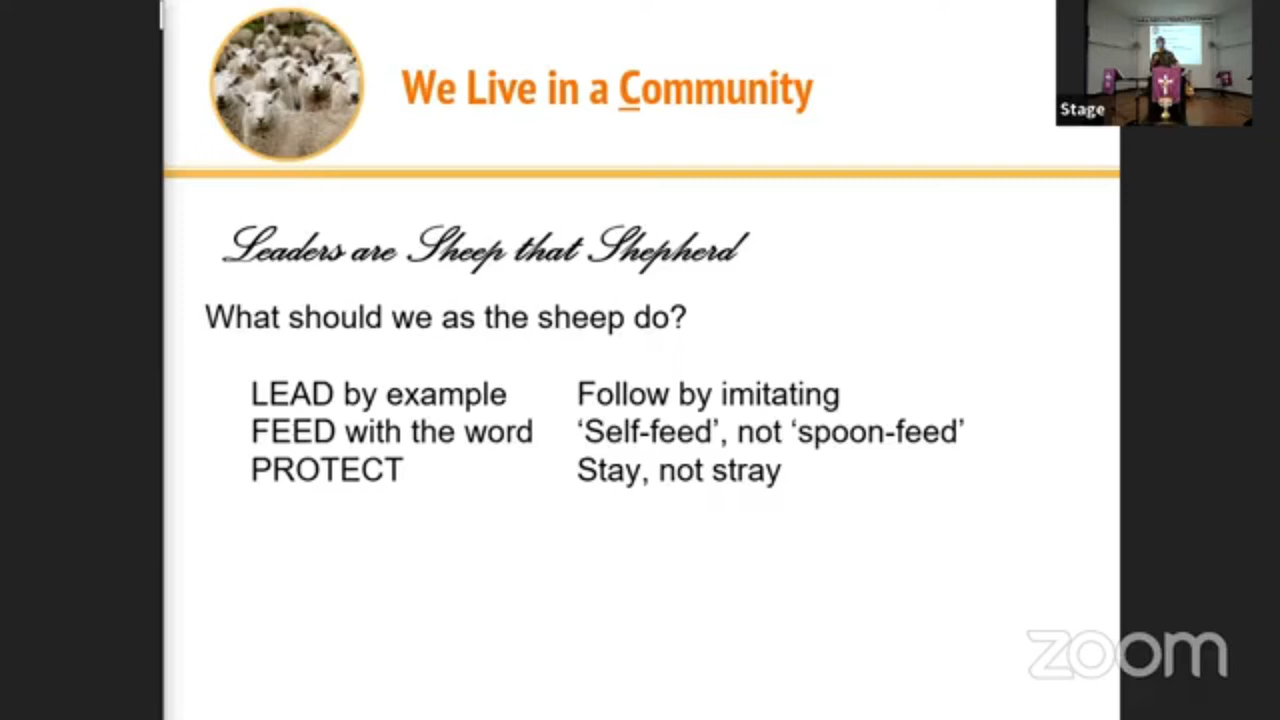 We Live in a Community
Stage
Leaders are Sheep that Shepherd
What should we as the sheep do?
LEAD by example Follow by imitating
FEED with the word ‘Self-feed’, not ‘spoon-feed’
PROTECT Stay, not stray
zoom